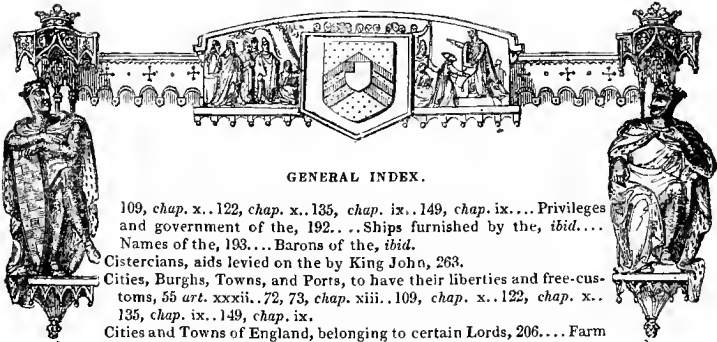 GENERAL INDEX.
109, chap. x..122, chap. x..135, chap. ix..149, chap. ix....Privileges
and government of the, 192....Ships furnished by the, ibid....
Names of the, 193....Barons of the, ibid.
Cistercians, aids levied on the by King John, 263.
Cities, Burghs, Towns, and Ports, to have their liberties and free-cus-
toms, 55 art. xxxii..72, 73, chap. xiii..109, chap. x..122, chap. x..
135, chap. ix..149, chap. ix.
Cities and Towns of England, belonging to certain Lords, 206....Farm